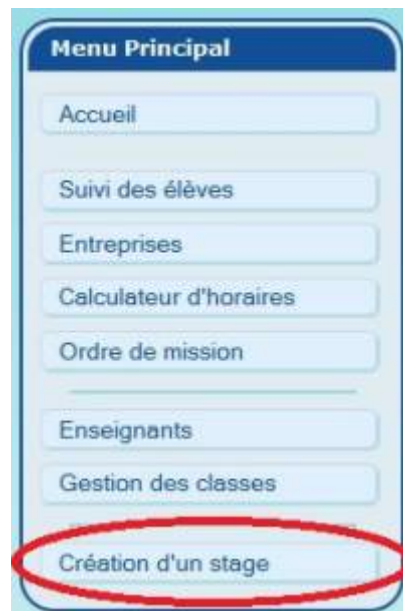 Menu Principal
Accueil
Suivi des élèves
Entreprises
Calculateur d'horaires
Ordre de mission
Enseignants
Gestion des classes
Création d'un stage